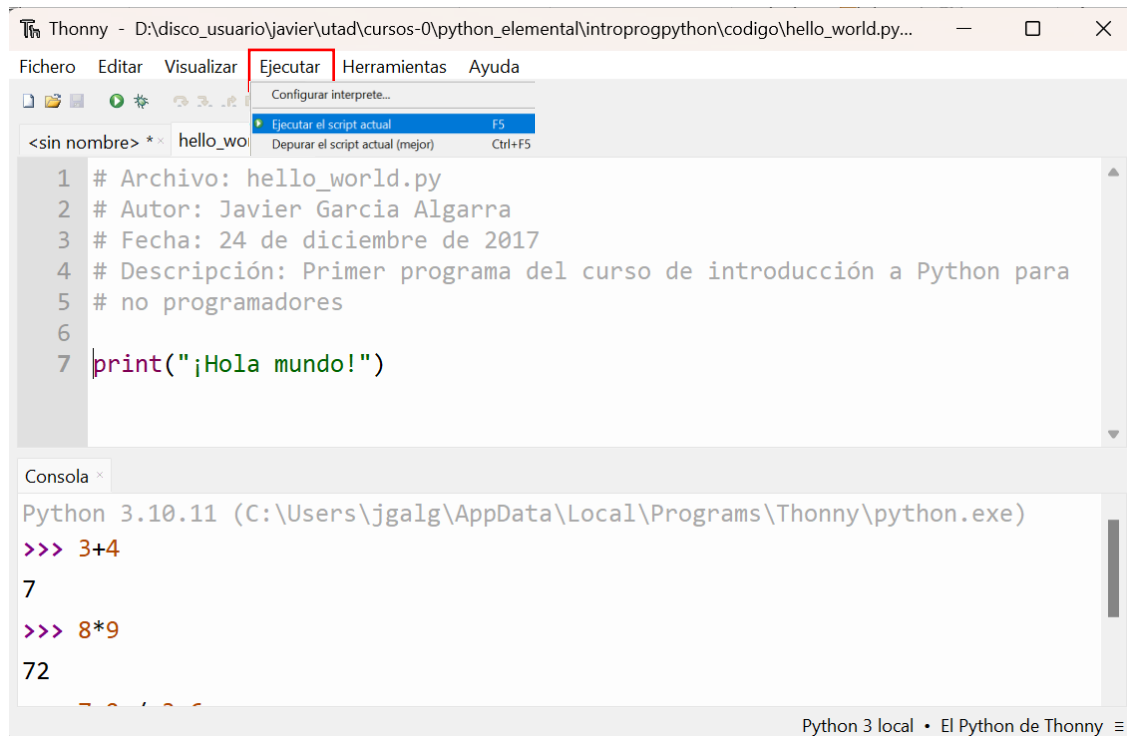 Thonny - D:\disco_usuario\javier\utad\cursos-0\python_elemental\introprogpython\codigo\hello_world.py...
Fichero Editar Visualizar Ejecutar Herramientas Ayuda
Configurar interprete...
Ejecutar el script actual F5
Depurar el script actual (mejor) Ctrl+F5
<sin nombre> * × hello_wo
1 # Archivo: hello_world.py
2 # Autor: Javier Garcia Algarra
3 # Fecha: 24 de diciembre de 2017
4 # Descripción: Primer programa del curso de introducción a Python para
5 # no programadores
6
7 print("¡Hola mundo!")
Consola ×
Python 3.10.11 (C:\Users\jgalg\AppData\Local\Programs\Thonny\python.exe)
>>> 3+4
7
>>> 8*9
72
Python 3 local • El Python de Thonny ≡